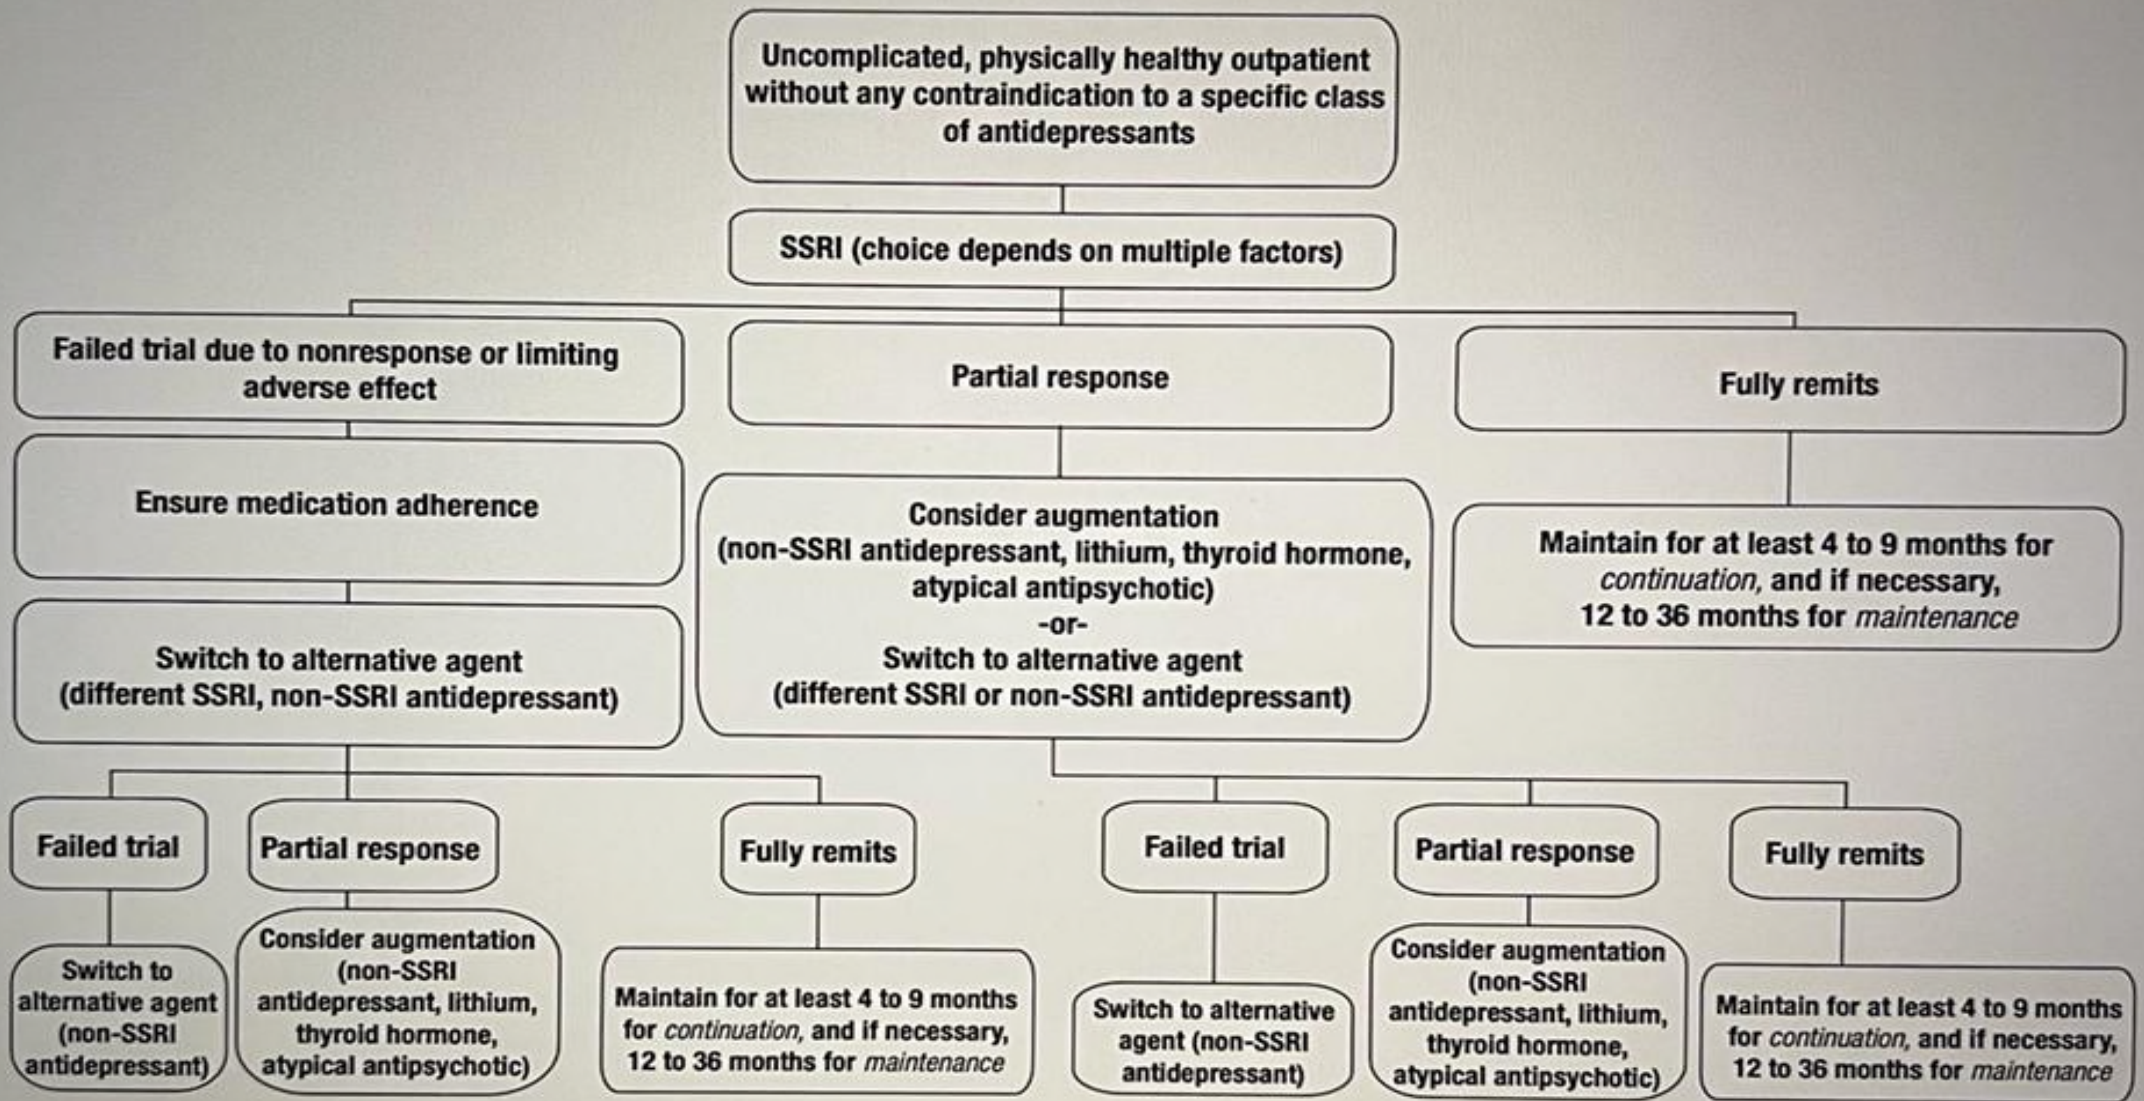 Uncomplicated, physically healthy outpatient
without any contraindication to a specific class
of antidepressants
SSRI (choice depends on multiple factors)
Failed trial due to nonresponse or limiting
adverse effect
Partial response
Fully remits
Ensure medication adherence
Consider augmentation
(non-SSRI antidepressant, lithium, thyroid hormone,
atypical antipsychotic)
-or-
Switch to alternative agent
(different SSRI or non-SSRI antidepressant)
Maintain for at least 4 to 9 months for
continuation, and if necessary,
12 to 36 months for maintenance
Switch to alternative agent
(different SSRI, non-SSRI antidepressant)
Failed trial
Partial response
Fully remits
Failed trial
Partial response
Fully remits
Switch to
alternative agent
(non-SSRI
antidepressant)
Consider augmentation
(non-SSRI
antidepressant, lithium,
thyroid hormone,
atypical antipsychotic)
Maintain for at least 4 to 9 months
for continuation, and if necessary,
12 to 36 months for maintenance
Switch to alternative
agent (non-SSRI
antidepressant)
Consider augmentation
(non-SSRI
antidepressant, lithium,
thyroid hormone,
atypical antipsychotic)
Maintain for at least 4 to 9 months
for continuation, and if necessary,
12 to 36 months for maintenance